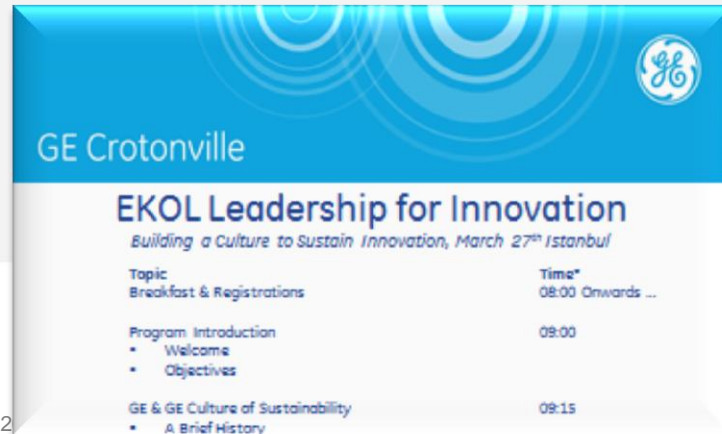 GE
GE Crotonville
EKOL Leadership for Innovation
Building a Culture to Sustain Innovation, March 27th Istanbul
Topic Time*
Breakfast & Registrations 08:00 Onwards ...
Program Introduction 09:00
▪ Welcome
▪ Objectives
GE & GE Culture of Sustainability 09:15
▪ A Brief History
2